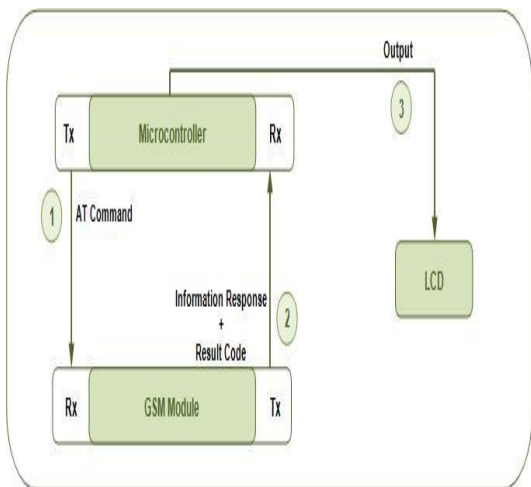 Output
3
Tx Microcontroller Rx
1
AT Command
LCD
Information Response
+
Result Code
2
Rx GSM Module Tx